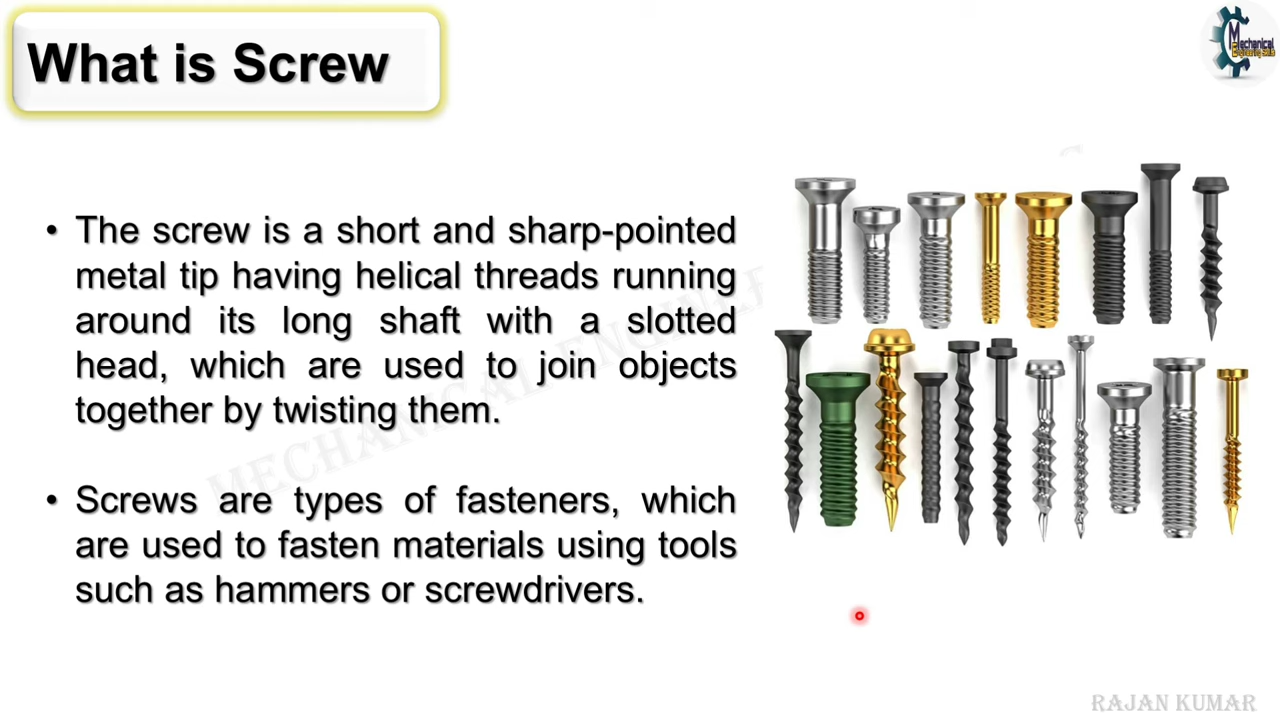 What is Screw
Mechanical
• The screw is a short and sharp-pointed
metal tip having helical threads running
around its long shaft with a slotted
head, which are used to join objects
together by twisting them.
• Screws are types of fasteners, which
are used to fasten materials using tools
such as hammers or screwdrivers.
RAJAN KUMAR